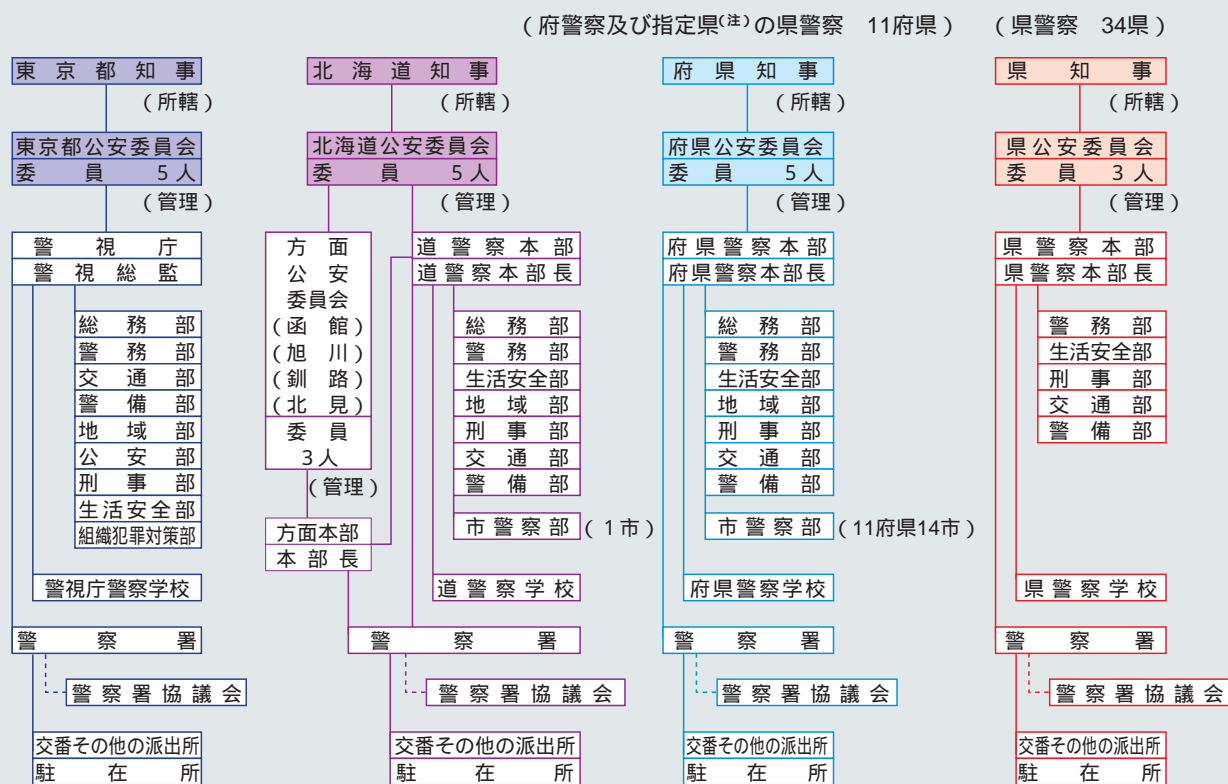 （府警察及び指定県(注)の県警察　11府県）
（県警察　34県）
東京都知事
（所轄）
東京都公安委員会
委員　5人
（管理）
警視庁
警視総監
総務部
警務部
交通部
警備部
地域部
公安部
刑事部
生活安全部
組織犯罪対策部
警視庁警察学校
警察署
警察署協議会
交番その他の派出所
駐在所
北海道知事
（所轄）
北海道公安委員会
委員　5人
（管理）
方面
公安
委員会
（函館）
（旭川）
（釧路）
（北見）
委員
3人
（管理）
方面本部
本部長
道警察本部
道警察本部長
総務部
警務部
生活安全部
地域部
刑事部
交通部
警備部
市警察部（1市）
道警察学校
警察署
警察署協議会
交番その他の派出所
駐在所
府県知事
（所轄）
府県公安委員会
委員　5人
（管理）
府県警察本部
府県警察本部長
総務部
警務部
生活安全部
地域部
刑事部
交通部
警備部
市警察部（11府県14市）
府県警察学校
警察署
警察署協議会
交番その他の派出所
駐在所
県知事
（所轄）
県公安委員会
委員　3人
（管理）
県警察本部
県警察本部長
警務部
生活安全部
刑事部
交通部
警備部
県警察学校
警察署
警察署協議会
交番その他の派出所
駐在所